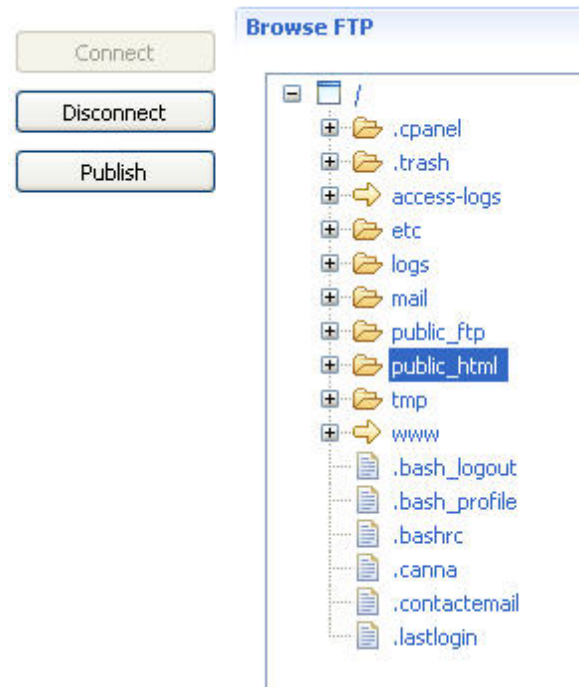 Connect
Disconnect
Publish
Browse FTP
/
.cpanel
.trash
access-logs
etc
logs
mail
public_ftp
public_html
tmp
www
.bash_logout
.bash_profile
.bashrc
.canna
.contactemail
.lastlogin